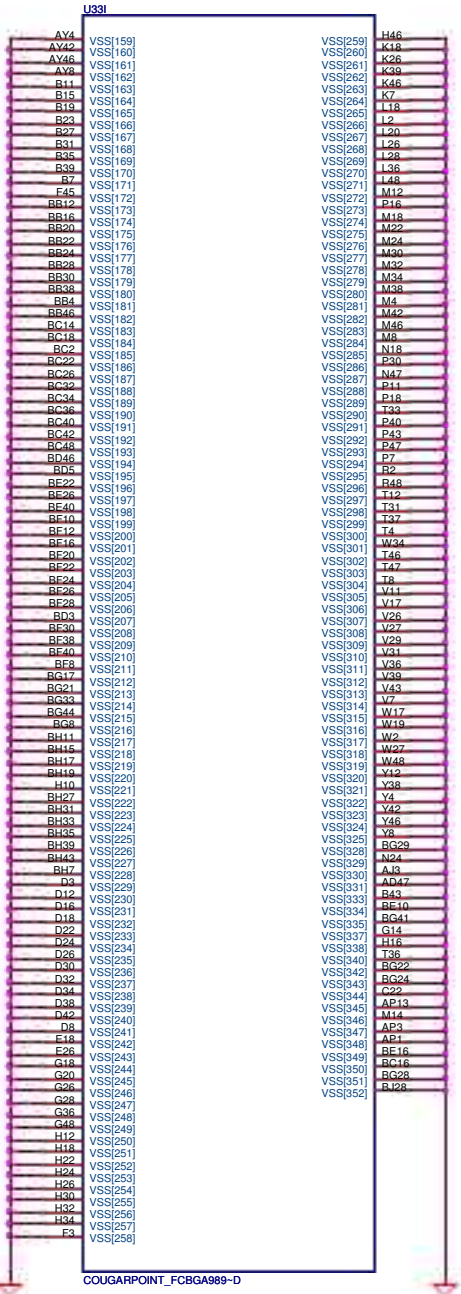 U33I
AY4 VSS[159]
AY42 VSS[160]
AY46 VSS[161]
AY8 VSS[162]
B11 VSS[163]
B15 VSS[164]
B19 VSS[165]
B23 VSS[166]
B27 VSS[167]
B31 VSS[168]
B35 VSS[169]
B39 VSS[170]
B7 VSS[171]
F45 VSS[172]
BB12 VSS[173]
BB16 VSS[174]
BB20 VSS[175]
BB22 VSS[176]
BB24 VSS[177]
BB28 VSS[178]
BB30 VSS[179]
BB38 VSS[180]
BB4 VSS[181]
BB46 VSS[182]
BC14 VSS[183]
BC18 VSS[184]
BC2 VSS[185]
BC22 VSS[186]
BC26 VSS[187]
BC32 VSS[188]
BC34 VSS[189]
BC36 VSS[190]
BC40 VSS[191]
BC42 VSS[192]
BC48 VSS[193]
BD46 VSS[194]
BD5 VSS[195]
BE22 VSS[196]
BE26 VSS[197]
BE40 VSS[198]
BF10 VSS[199]
BF12 VSS[200]
BF16 VSS[201]
BF20 VSS[202]
BF22 VSS[203]
BF24 VSS[204]
BF26 VSS[205]
BF28 VSS[206]
BD3 VSS[207]
BF30 VSS[208]
BF38 VSS[209]
BF40 VSS[210]
BF8 VSS[211]
BG17 VSS[212]
BG21 VSS[213]
BG33 VSS[214]
BG44 VSS[215]
BG8 VSS[216]
BH11 VSS[217]
BH15 VSS[218]
BH17 VSS[219]
BH19 VSS[220]
H10 VSS[221]
BH27 VSS[222]
BH31 VSS[223]
BH33 VSS[224]
BH35 VSS[225]
BH39 VSS[226]
BH43 VSS[227]
BH7 VSS[228]
D3 VSS[229]
D12 VSS[230]
D16 VSS[231]
D18 VSS[232]
D22 VSS[233]
D24 VSS[234]
D26 VSS[235]
D30 VSS[236]
D32 VSS[237]
D34 VSS[238]
D38 VSS[239]
D42 VSS[240]
D8 VSS[241]
E18 VSS[242]
E26 VSS[243]
G18 VSS[244]
G20 VSS[245]
G26 VSS[246]
G28 VSS[247]
G36 VSS[248]
G48 VSS[249]
H12 VSS[250]
H18 VSS[251]
H22 VSS[252]
H24 VSS[253]
H26 VSS[254]
H30 VSS[255]
H32 VSS[256]
H34 VSS[257]
F3 VSS[258]
VSS[259] H46
VSS[260] K18
VSS[261] K26
VSS[262] K39
VSS[263] K46
VSS[264] K7
VSS[265] L18
VSS[266] L2
VSS[267] L20
VSS[268] L26
VSS[269] L28
VSS[270] L36
VSS[271] L48
VSS[272] M12
VSS[273] P16
VSS[274] M18
VSS[275] M22
VSS[276] M24
VSS[277] M30
VSS[278] M32
VSS[279] M34
VSS[280] M38
VSS[281] M4
VSS[282] M42
VSS[283] M46
VSS[284] M8
VSS[285] N18
VSS[286] P30
VSS[287] N47
VSS[288] P11
VSS[289] P18
VSS[290] T33
VSS[291] P40
VSS[292] P43
VSS[293] P47
VSS[294] P7
VSS[295] R2
VSS[296] R48
VSS[297] T12
VSS[298] T31
VSS[299] T37
VSS[300] T4
VSS[301] W34
VSS[302] T46
VSS[303] T47
VSS[304] T8
VSS[305] V11
VSS[306] V17
VSS[307] V26
VSS[308] V27
VSS[309] V29
VSS[310] V31
VSS[311] V36
VSS[312] V39
VSS[313] V43
VSS[314] V7
VSS[315] W17
VSS[316] W19
VSS[317] W2
VSS[318] W27
VSS[319] W48
VSS[320] Y12
VSS[321] Y38
VSS[322] Y4
VSS[323] Y42
VSS[324] Y46
VSS[325] Y8
VSS[328] BG29
VSS[329] N24
VSS[330] AJ3
VSS[331] AD47
VSS[333] B43
VSS[334] BE10
VSS[335] BG41
VSS[337] G14
VSS[338] H16
VSS[340] T36
VSS[342] BG22
VSS[343] BG24
VSS[344] C22
VSS[345] AP13
VSS[346] M14
VSS[347] AP3
VSS[348] AP1
VSS[349] BE16
VSS[350] BC16
VSS[351] BG28
VSS[352] BJ28
COUGARPOINT_FCBGA989~D